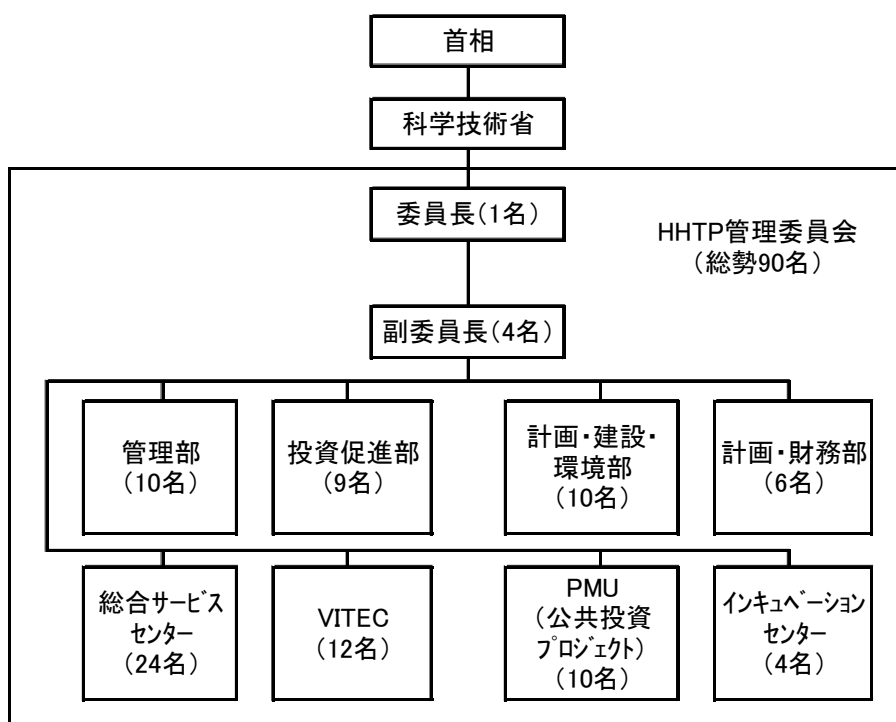 首相
科学技術省
委員長(1名)
HHTP管理委員会
(総勢90名)
副委員長(4名)
管理部
(10名)
投資促進部
(9名)
計画・建設・
環境部
(10名)
計画・財務部
(6名)
総合ｻｰﾋﾞｽ
ｾﾝﾀｰ
(24名)
VITEC
(12名)
PMU
(公共投資
ﾌﾟﾛｼﾞｪｸﾄ)
(10名)
ｲﾝｷｭﾍﾞｰｼｮﾝ
ｾﾝﾀｰ
(4名)